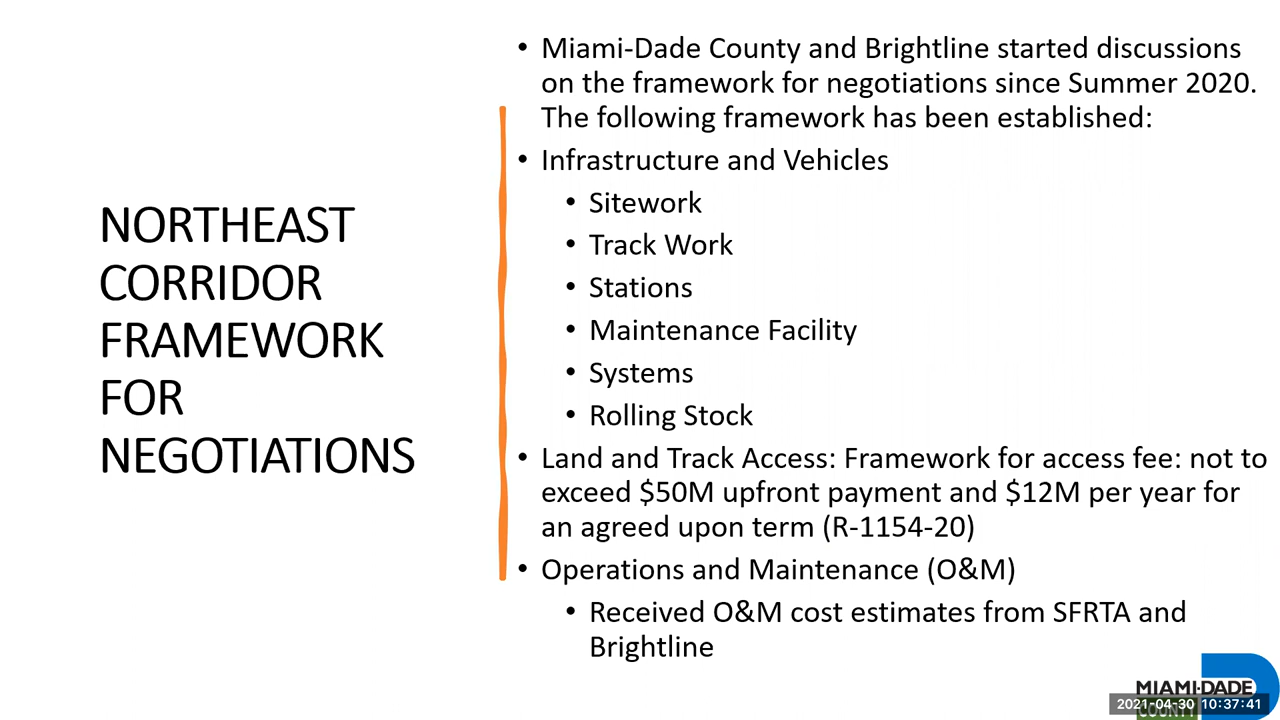 NORTHEAST
CORRIDOR
FRAMEWORK
FOR
NEGOTIATIONS
• Miami-Dade County and Brightline started discussions
on the framework for negotiations since Summer 2020.
The following framework has been established:
• Infrastructure and Vehicles
• Sitework
• Track Work
• Stations
• Maintenance Facility
• Systems
• Rolling Stock
• Land and Track Access: Framework for access fee: not to
exceed $50M upfront payment and $12M per year for
an agreed upon term (R-1154-20)
• Operations and Maintenance (O&M)
• Received O&M cost estimates from SFRTA and
Brightline
MIAMI-DADE
2021-04-30 10:37:41
COUNTY